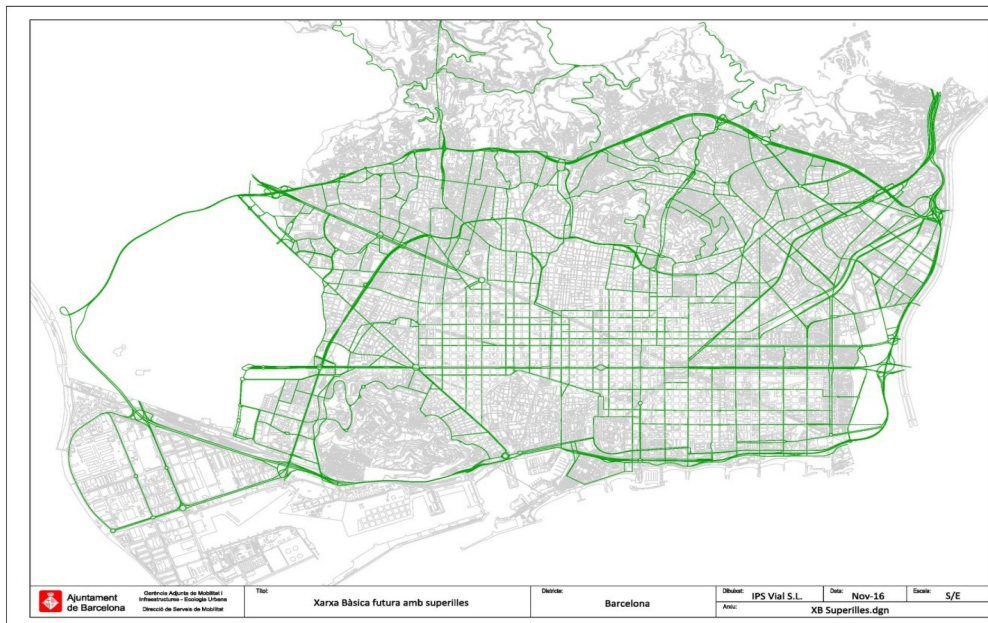 Ajuntament
de Barcelona
Gerència Adjunta de Mobilitat i
Infraestructures - Ecologia Urbana
Direcció de Serveis de Mobilitat
Títol:
Xarxa Bàsica futura amb superilles
Districte:
Barcelona
Dibuixat: IPS Vial S.L.
Data: Nov-16
Escala: S/E
Arxiu: XB Superilles.dgn